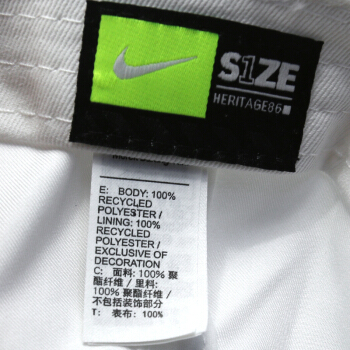 S1ZE
HERITAGE86
E: BODY: 100%
RECYCLED
POLYESTER /
LINING: 100%
RECYCLED
POLYESTER /
EXCLUSIVE OF
DECORATION
C: 面料: 100% 聚
酯纤维 / 里料:
100% 聚酯纤维 /
不包括装饰部分
T: 表布: 100%